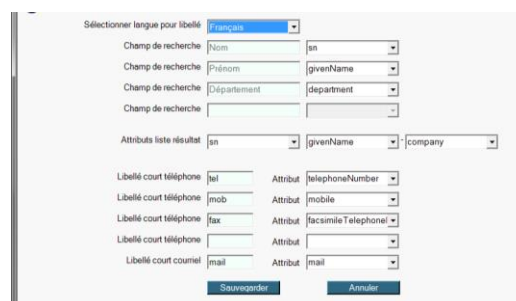 Sélectionner langue pour libellé Français
Champ de recherche Nom sn
Champ de recherche Prénom givenName
Champ de recherche Département department
Champ de recherche
Attributs liste résultat sn givenName - company
Libellé court téléphone tel Attribut telephoneNumber
Libellé court téléphone mob Attribut mobile
Libellé court téléphone fax Attribut facsimileTelephonel
Libellé court téléphone Attribut
Libellé court courriel mail Attribut mail
Sauvegarder Annuler